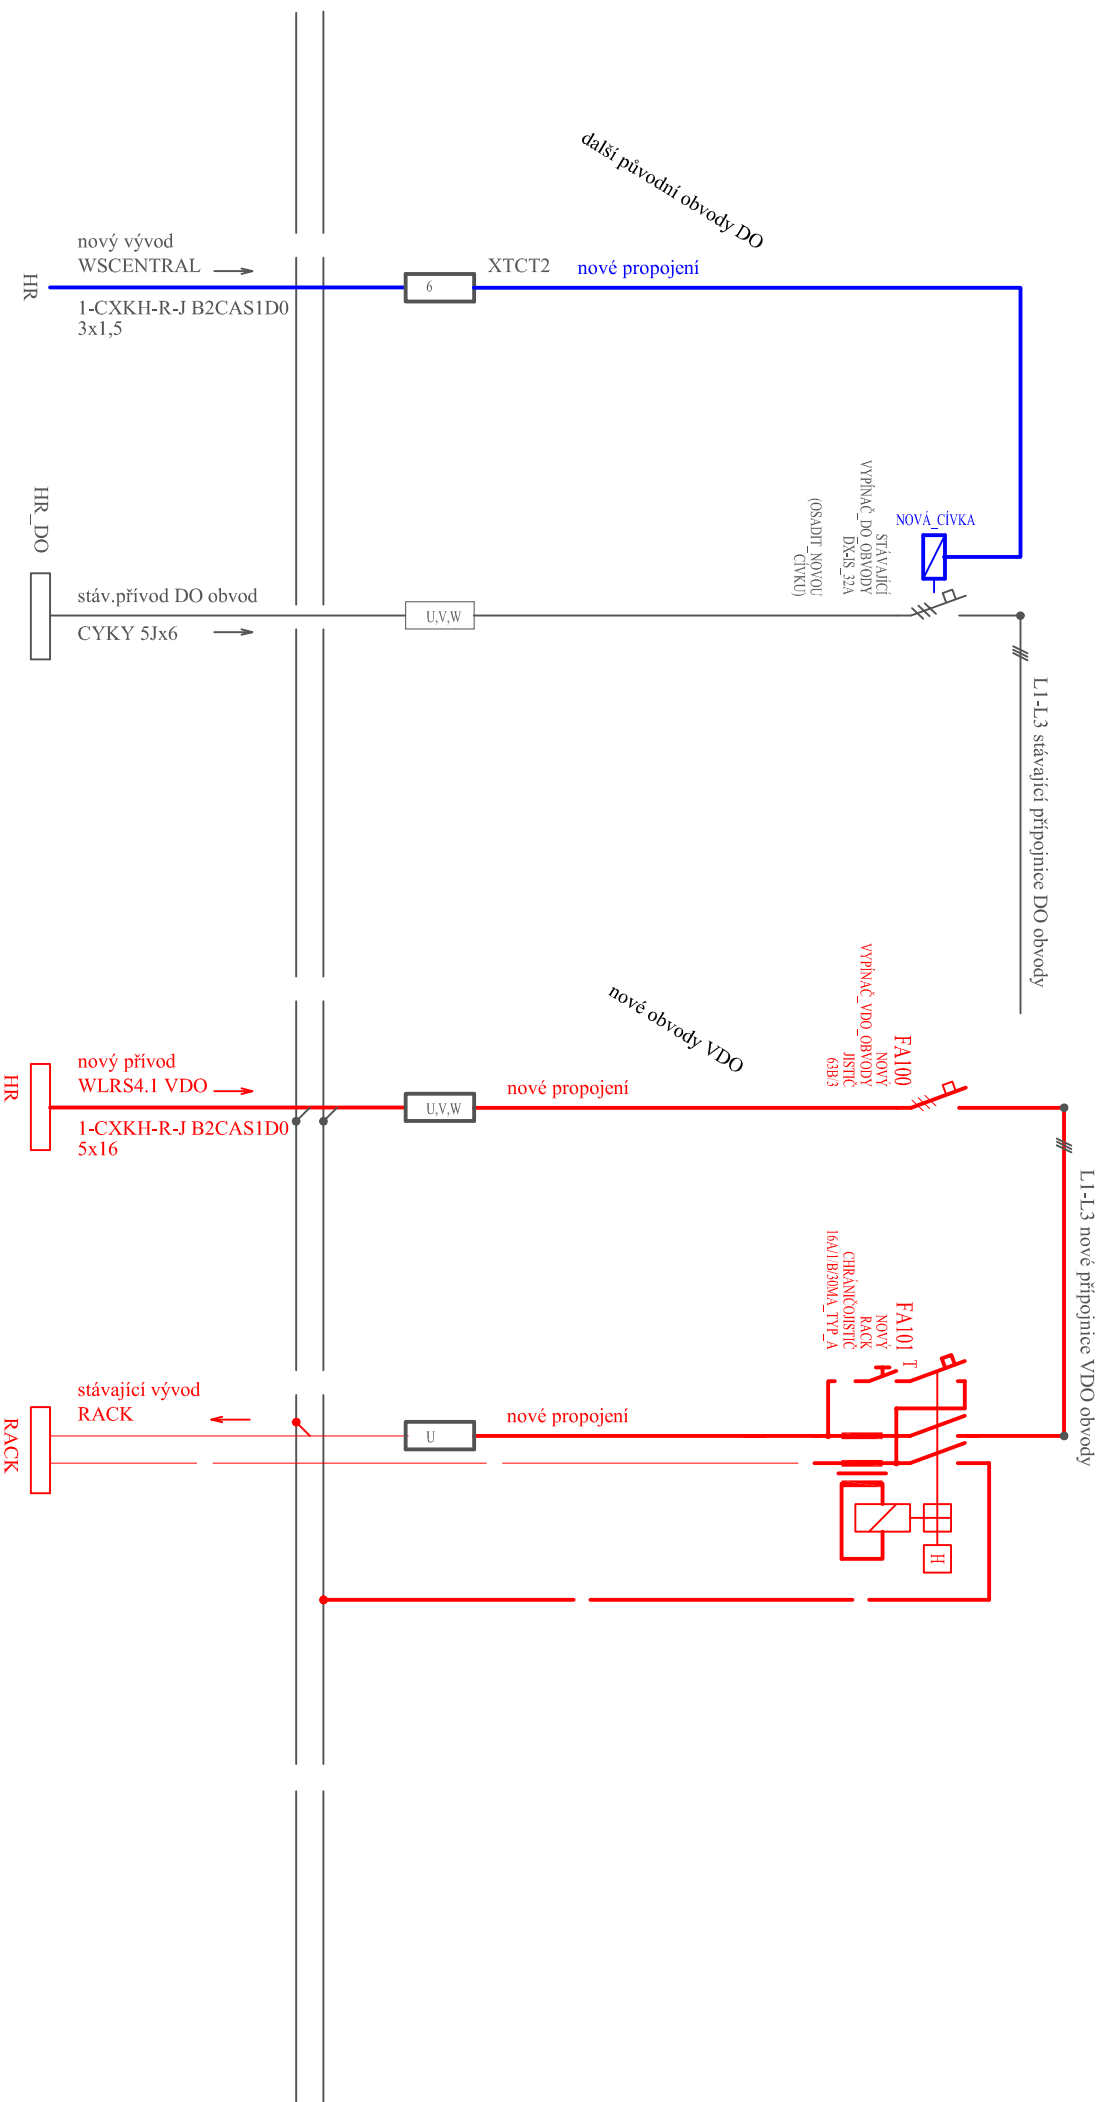 další původní obvody DO
nový vývod
WSCENTRAL
1-CXKH-R-J B2CAS1D0
3x1,5
HR
6
XTCT2
nové propojení
NOVÁ_CÍVKA
STÁVAJÍCÍ
VYPÍNAČ_DO_OBVODY
DX-IS_32A
(OSADIT_NOVOU
CÍVKU)
HR_DO
stáv.přívod DO obvod
CYKY 5Jx6
U,V,W
L1-L3 stávající přípojnice DO obvody
nové obvody VDO
FA100
NOVÝ
VYPÍNAČ_VDO_OBVODY
JISTIČ
63B/3
nový přívod
WLRS4.1 VDO
1-CXKH-R-J B2CAS1D0
5x16
HR
U,V,W
nové propojení
L1-L3 nové přípojnice VDO obvody
FA101
NOVÝ
RACK
CHRÁNIČOJISTIČ
16A/1/B/30MA_TYP_A
T
stávající vývod
RACK
RACK
U
nové propojení
H